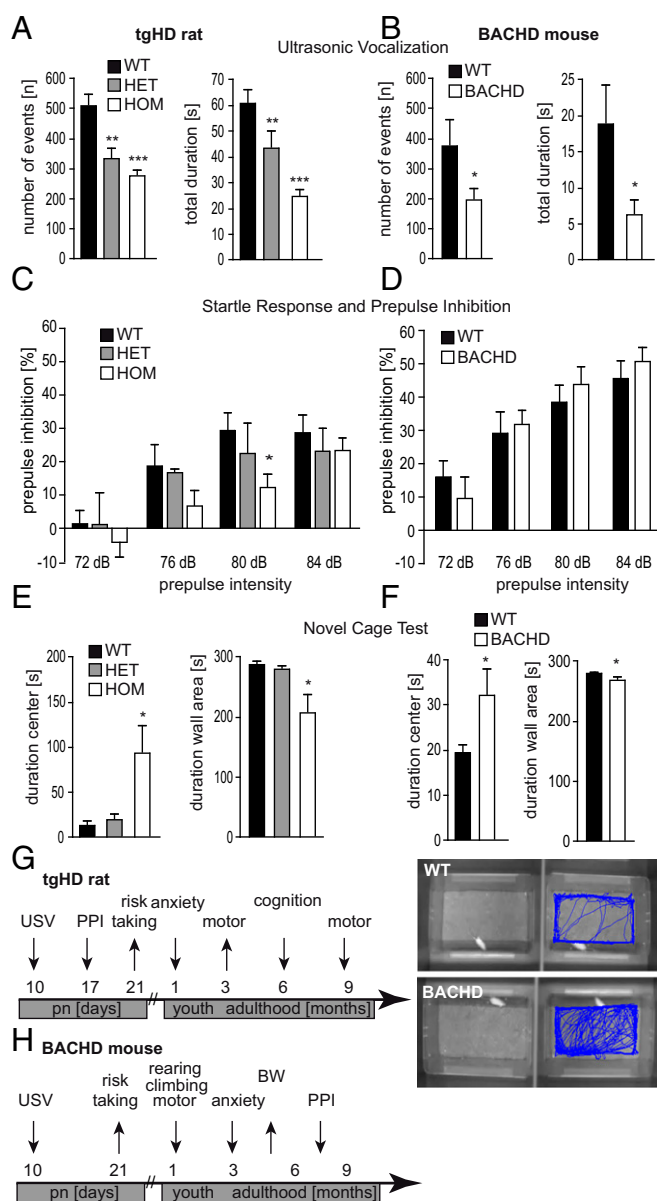 A
tgHD rat
B
BACHD mouse
Ultrasonic Vocalization
number of events [n]
600
500
400
300
200
100
0
WT
HET
HOM
**
***
total duration [s]
70
60
50
40
30
20
10
0
**
***
number of events [n]
600
500
400
300
200
100
0
WT
BACHD
*
total duration [s]
25
20
15
10
5
0
*
C
D
Startle Response and Prepulse Inhibition
prepulse inhibition [%]
60
50
40
30
20
10
0
-10
WT
HET
HOM
*
72 dB 76 dB 80 dB 84 dB
prepulse intensity
prepulse inhibition [%]
60
50
40
30
20
10
0
-10
WT
BACHD
72 dB 76 dB 80 dB 84 dB
prepulse intensity
E
F
Novel Cage Test
duration center [s]
200
150
100
50
0
WT
HET
HOM
*
duration wall area [s]
300
200
100
0
*
duration center [s]
60
40
20
0
WT
BACHD
*
duration wall area [s]
300
200
100
0
*
G
tgHD rat
USV PPI risk taking anxiety motor cognition motor
10 17 21 1 3 6 9
pn [days] // youth adulthood [months]
WT
BACHD
H BACHD mouse
USV risk taking rearing climbing motor anxiety BW PPI
10 21 1 3 6 9
pn [days] // youth adulthood [months]